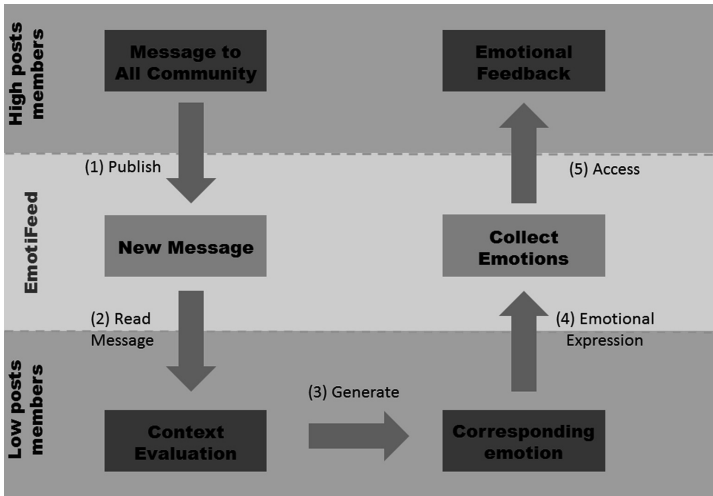 High posts
members
Message to
All Community
Emotional
Feedback
(1) Publish
(5) Access
EmotiFeed
New Message
Collect
Emotions
(2) Read
Message
(4) Emotional
Expression
Low posts
members
(3) Generate
Context
Evaluation
Corresponding
emotion